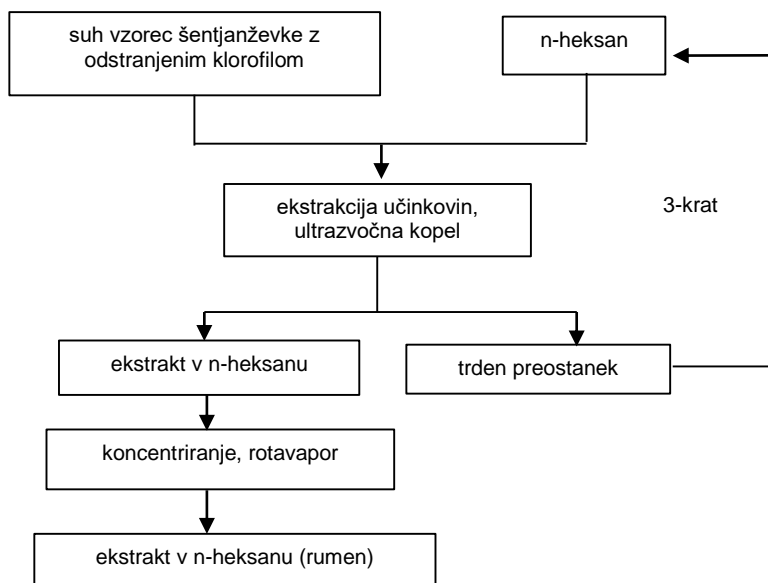 suh vzorec šentjanževke z
odstranjenim klorofilom
n-heksan
ekstrakcija učinkovin,
ultrazvočna kopel
3-krat
ekstrakt v n-heksanu
trden preostanek
koncentriranje, rotavapor
ekstrakt v n-heksanu (rumen)